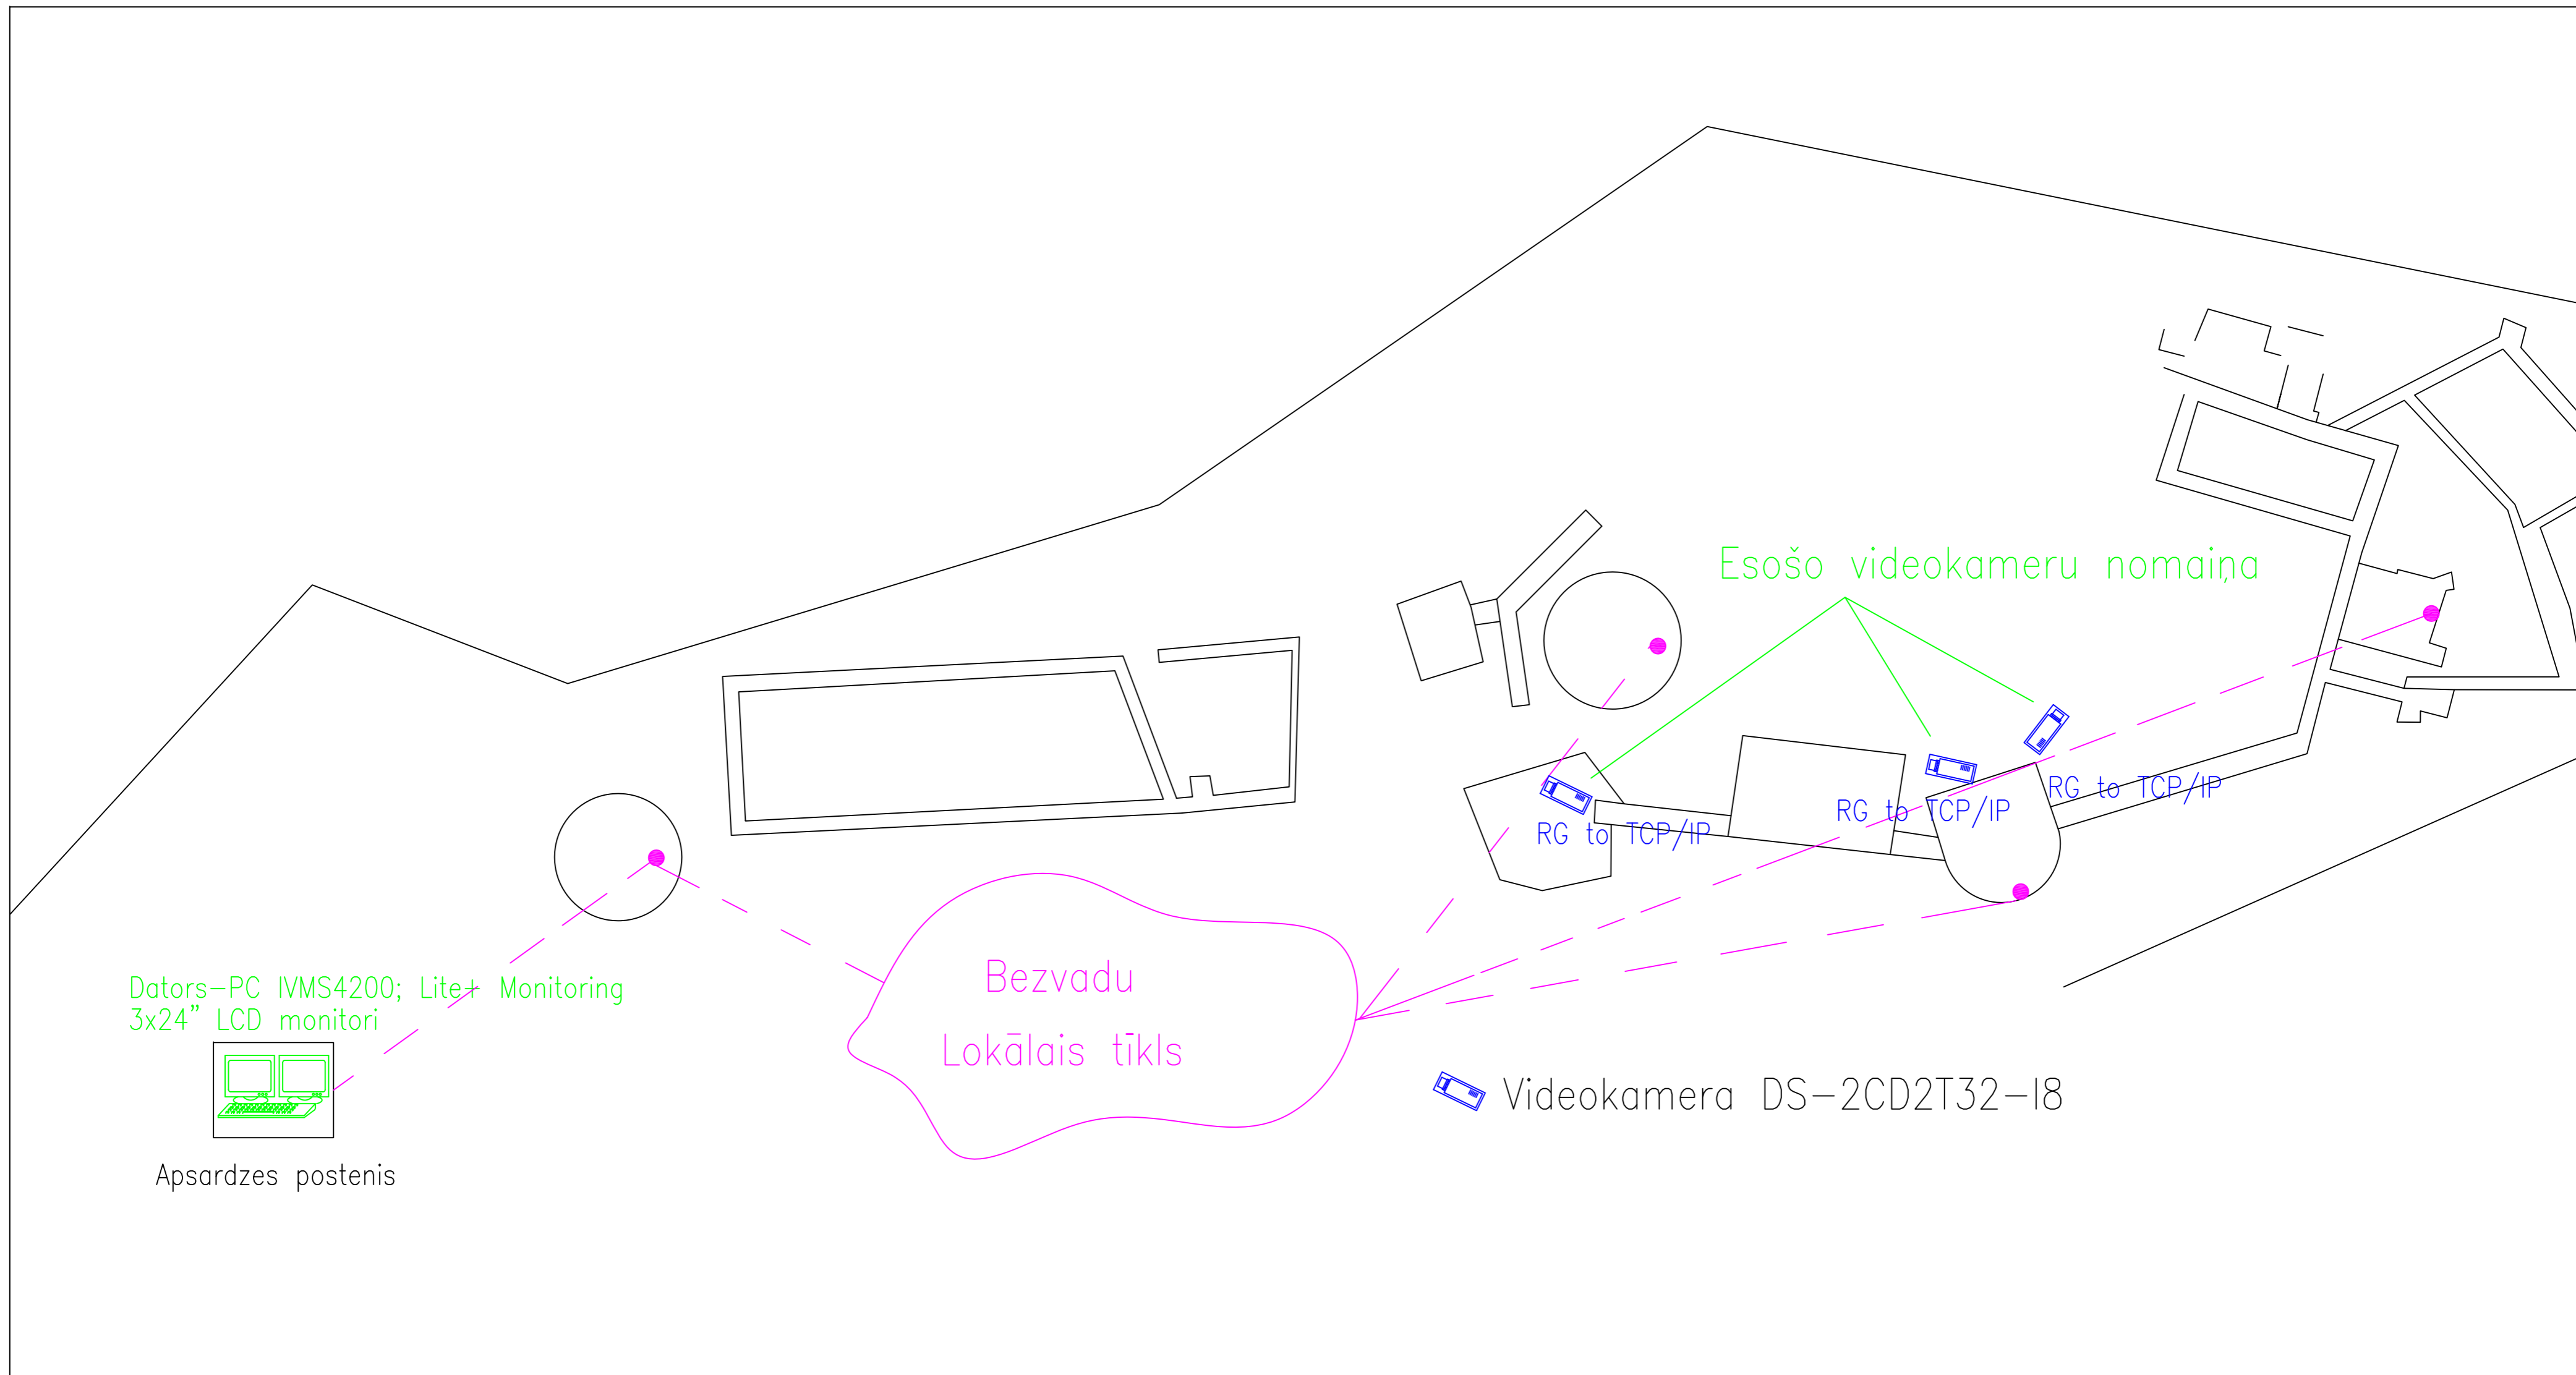 Esošo videokameru nomaiņa
RG to TCP/IP
RG to TCP/IP
RG to TCP/IP
Bezvadu
Lokālais tīkls
Dators-PC IVMS4200; Lite+ Monitoring
3x24” LCD monitori
Videokamera DS-2CD2T32-I8
Apsardzes postenis